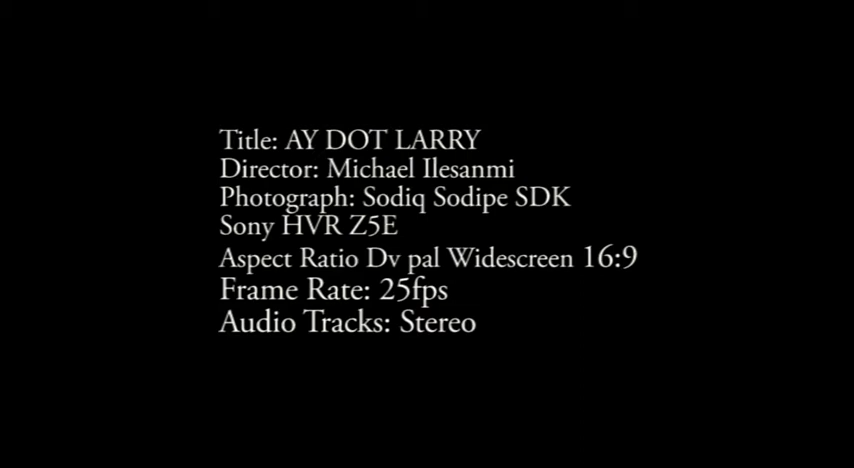 Title: AY DOT LARRY
Director: Michael Ilesanmi
Photograph: Sodiq Sodipe SDK
Sony HVR Z5E
Aspect Ratio Dv pal Widescreen 16:9
Frame Rate: 25fps
Audio Tracks: Stereo